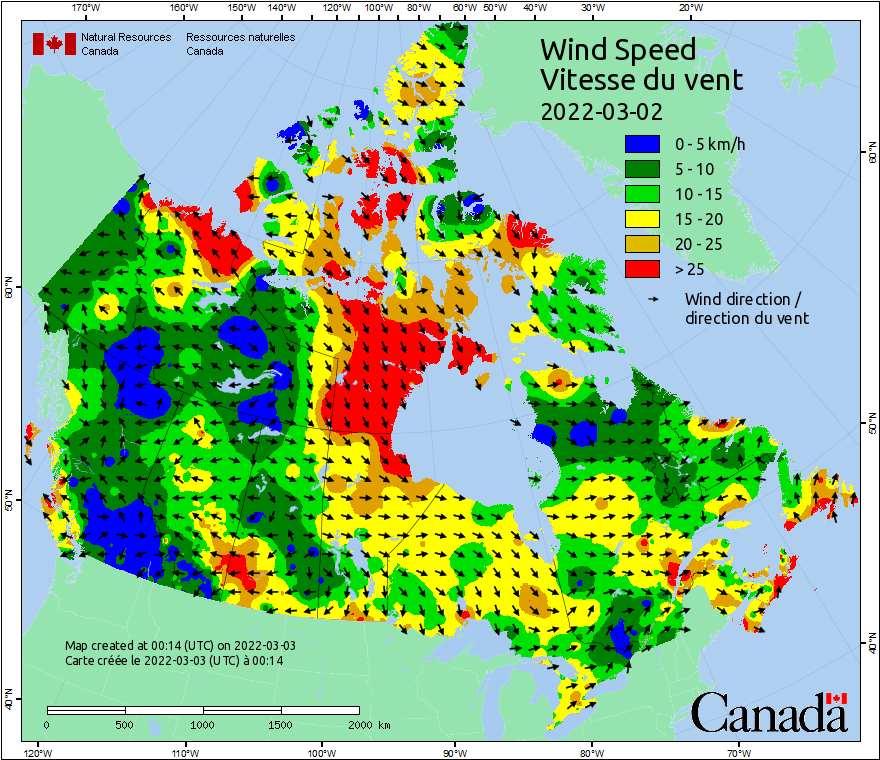 170°W 160°W 150°W 140°W 120°W 100°W 80°W 60°W 50°W 40°W 30°W 20°W
Natural Resources Ressources naturelles
Canada Canada
Wind Speed
Vitesse du vent
2022-03-02
0 - 5 km/h
5 - 10
10 - 15
15 - 20
20 - 25
> 25
Wind direction /
direction du vent
60°N 60°N
50°N 50°N
40°N 40°N
Map created at 00:14 (UTC) on 2022-03-03
Carte créée le 2022-03-03 (UTC) à 00:14
0 500 1000 1500 2000 km
Canada
120°W 110°W 100°W 90°W 80°W 70°W